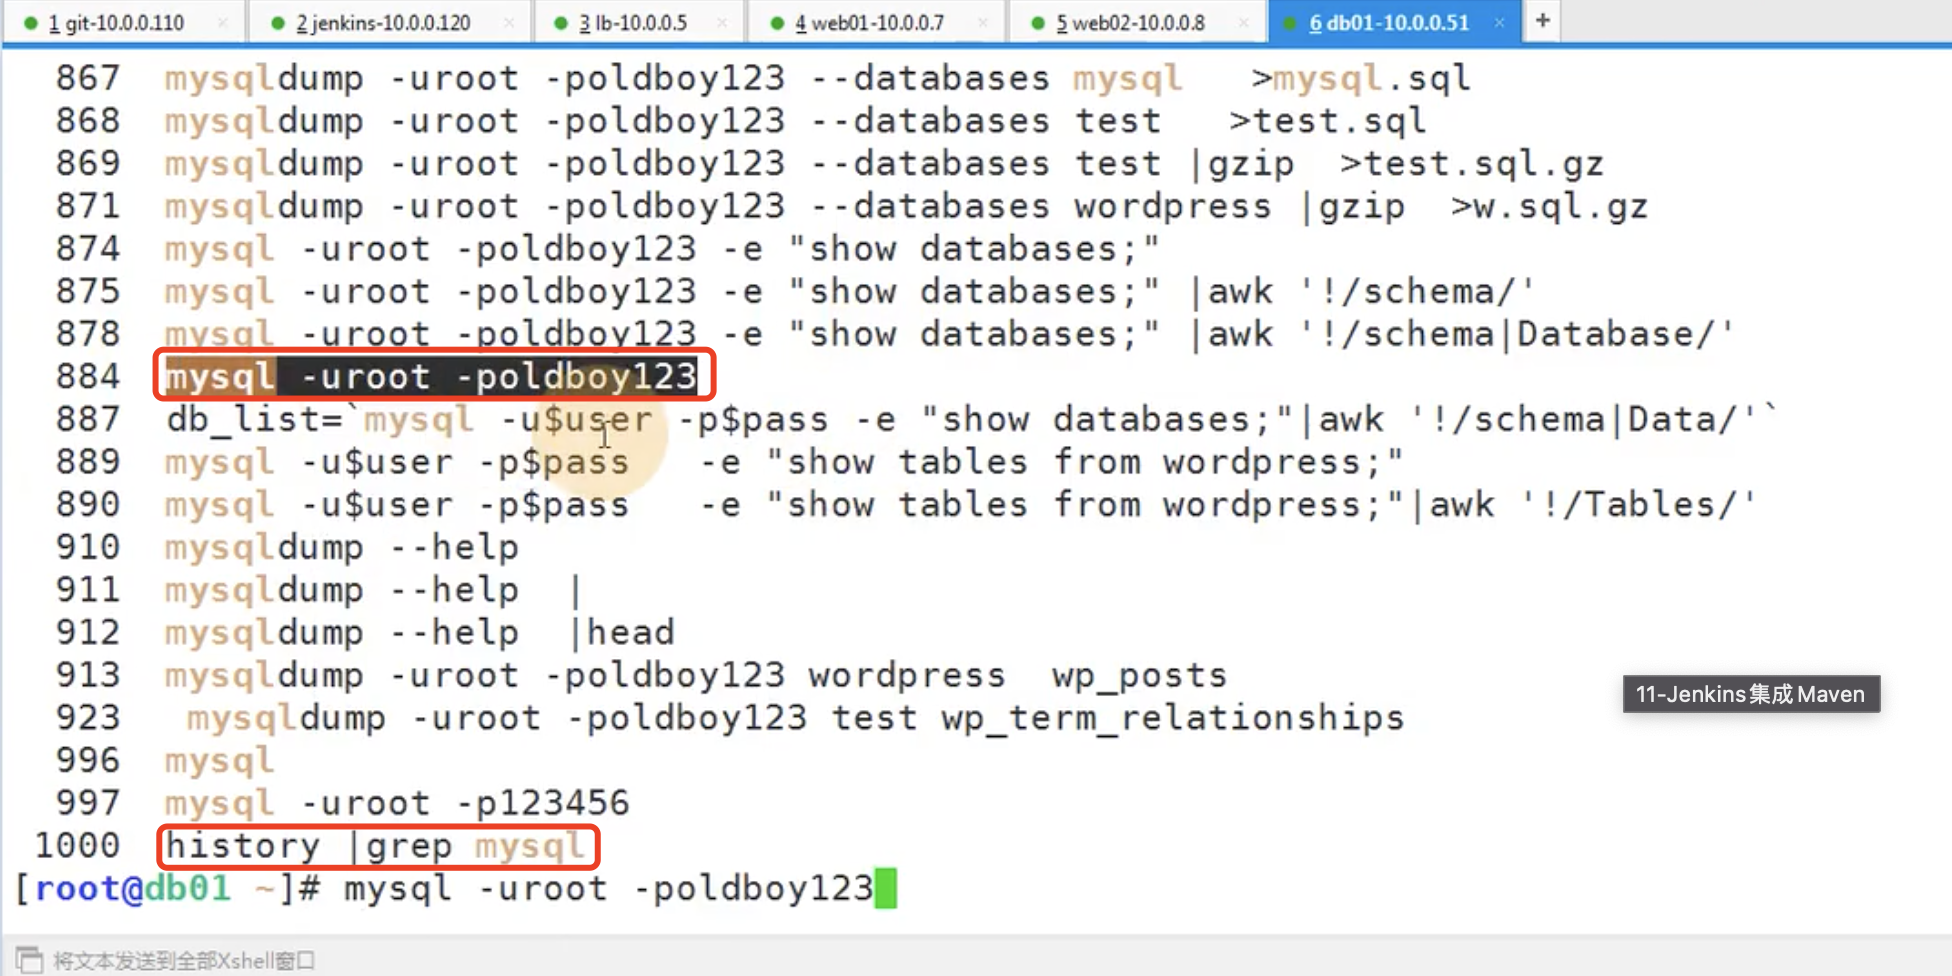 1 git-10.0.0.110 × 2 jenkins-10.0.0.120 × 3 lb-10.0.0.5 × 4 web01-10.0.0.7 × 5 web02-10.0.0.8 × 6 db01-10.0.0.51 × +
867 mysqldump -uroot -poldboy123 --databases mysql >mysql.sql
868 mysqldump -uroot -poldboy123 --databases test >test.sql
869 mysqldump -uroot -poldboy123 --databases test |gzip >test.sql.gz
871 mysqldump -uroot -poldboy123 --databases wordpress |gzip >w.sql.gz
874 mysql -uroot -poldboy123 -e "show databases;"
875 mysql -uroot -poldboy123 -e "show databases;" |awk '!/schema/'
878 mysql -uroot -poldboy123 -e "show databases;" |awk '!/schema|Database/'
884 mysql -uroot -poldboy123
887 db_list=`mysql -u$user -p$pass -e "show databases;"|awk '!/schema|Data/'`
889 mysql -u$user -p$pass -e "show tables from wordpress;"
890 mysql -u$user -p$pass -e "show tables from wordpress;"|awk '!/Tables/'
910 mysqldump --help
911 mysqldump --help |
912 mysqldump --help |head
913 mysqldump -uroot -poldboy123 wordpress wp_posts
11-Jenkins集成Maven
923 mysqldump -uroot -poldboy123 test wp_term_relationships
996 mysql
997 mysql -uroot -p123456
1000 history |grep mysql
[root@db01 ~]# mysql -uroot -poldboy123
将文本发送到全部Xshell窗口